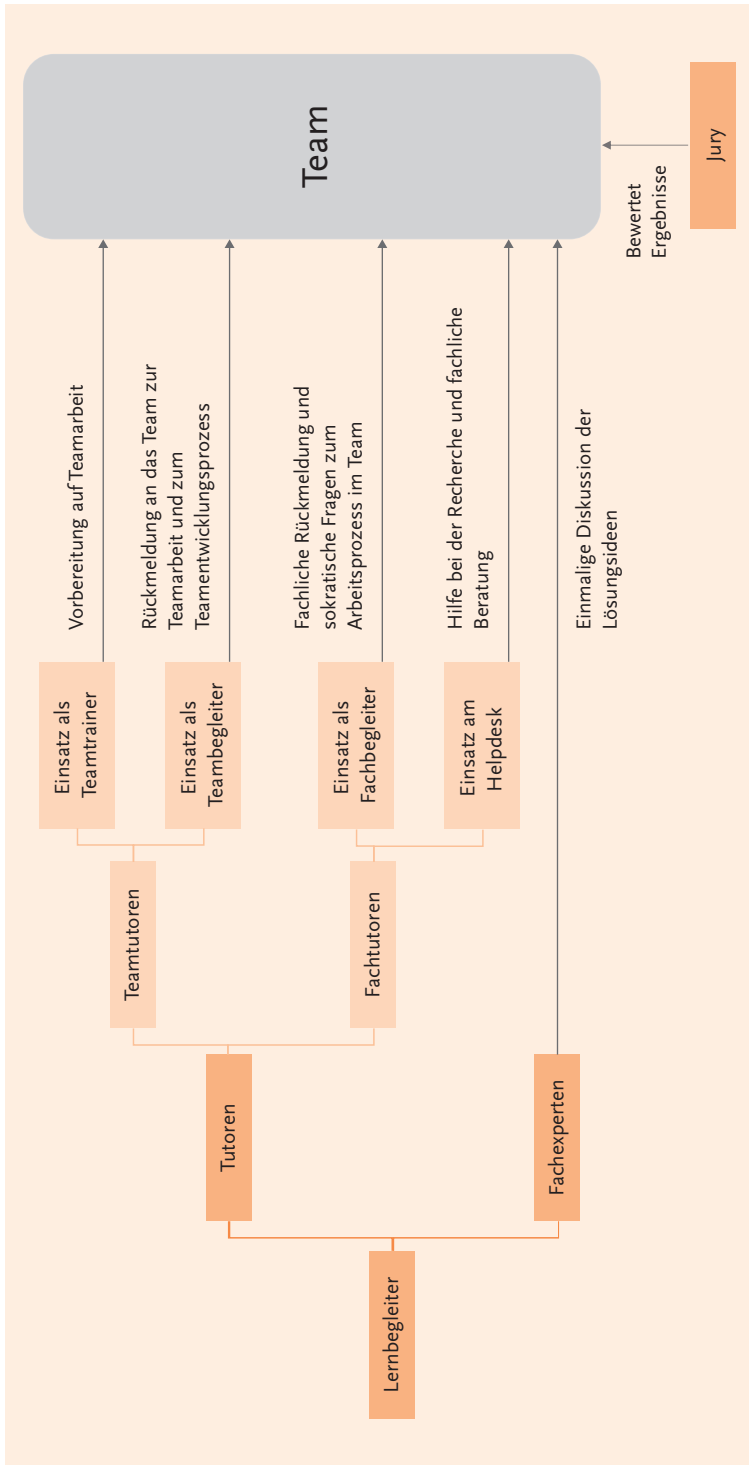 Team
Jury
Bewertet
Ergebnisse
Vorbereitung auf Teamarbeit
Rückmeldung an das Team zur
Teamarbeit und zum
Teamentwicklungsprozess
Fachliche Rückmeldung und
sokratische Fragen zum
Arbeitsprozess im Team
Hilfe bei der Recherche und fachliche
Beratung
Einmalige Diskussion der
Lösungsideen
Einsatz als
Teamtrainer
Einsatz als
Teambegleiter
Einsatz als
Fachbegleiter
Einsatz am
Helpdesk
Teamtutoren
Fachtutoren
Tutoren
Fachexperten
Lernbegleiter